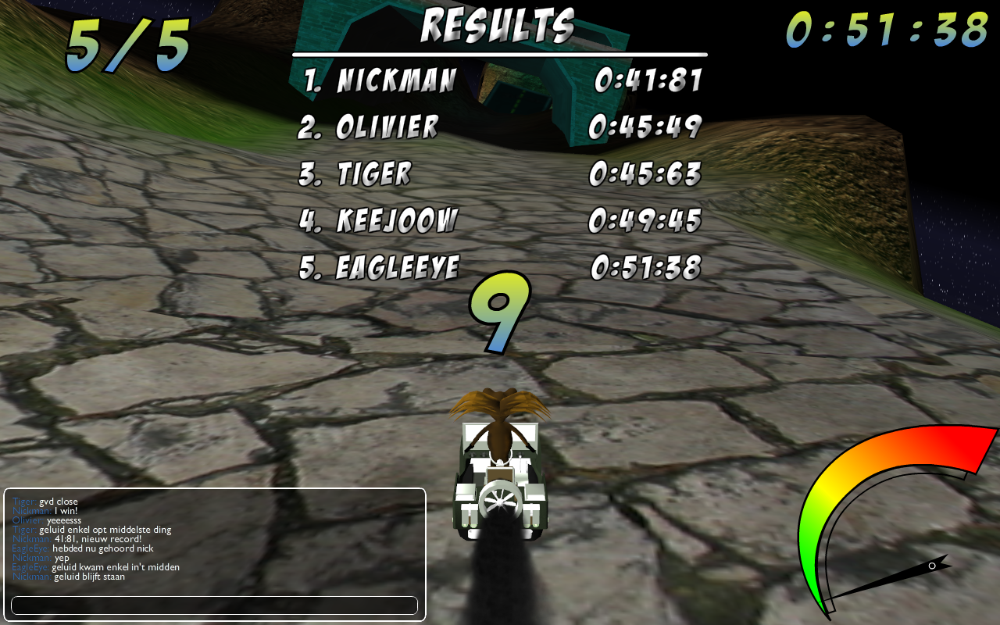 5/5
RESULTS
0:51:38
1. NICKMAN 0:41:81
2. OLIVIER 0:45:49
3. TIGER 0:45:63
4. KEEJOOW 0:49:45
5. EAGLEEYE 0:51:38
9
Tiger: gvd close
Nickman: I win!
Olivier: yeeeesss
Tiger: geluid enkel opt middelste ding
Nickman: 41:81, nieuw record!
EagleEye: hebded nu gehoord nick
Nickman: yep
EagleEye: geluid kwam enkel in't midden
Nickman: geluid blijft staan